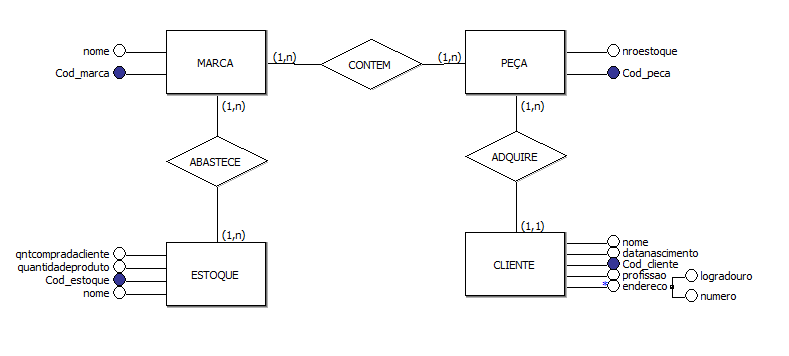 nome
Cod_marca
MARCA
(1,n)
CONTEM
(1,n)
PEÇA
nroestoque
Cod_peca
(1,n)
(1,n)
ABASTECE
ADQUIRE
(1,n)
(1,1)
qntcompradacliente
quantidadeproduto
Cod_estoque
nome
ESTOQUE
CLIENTE
nome
datanascimento
Cod_cliente
profissao
* endereco
logradouro
numero